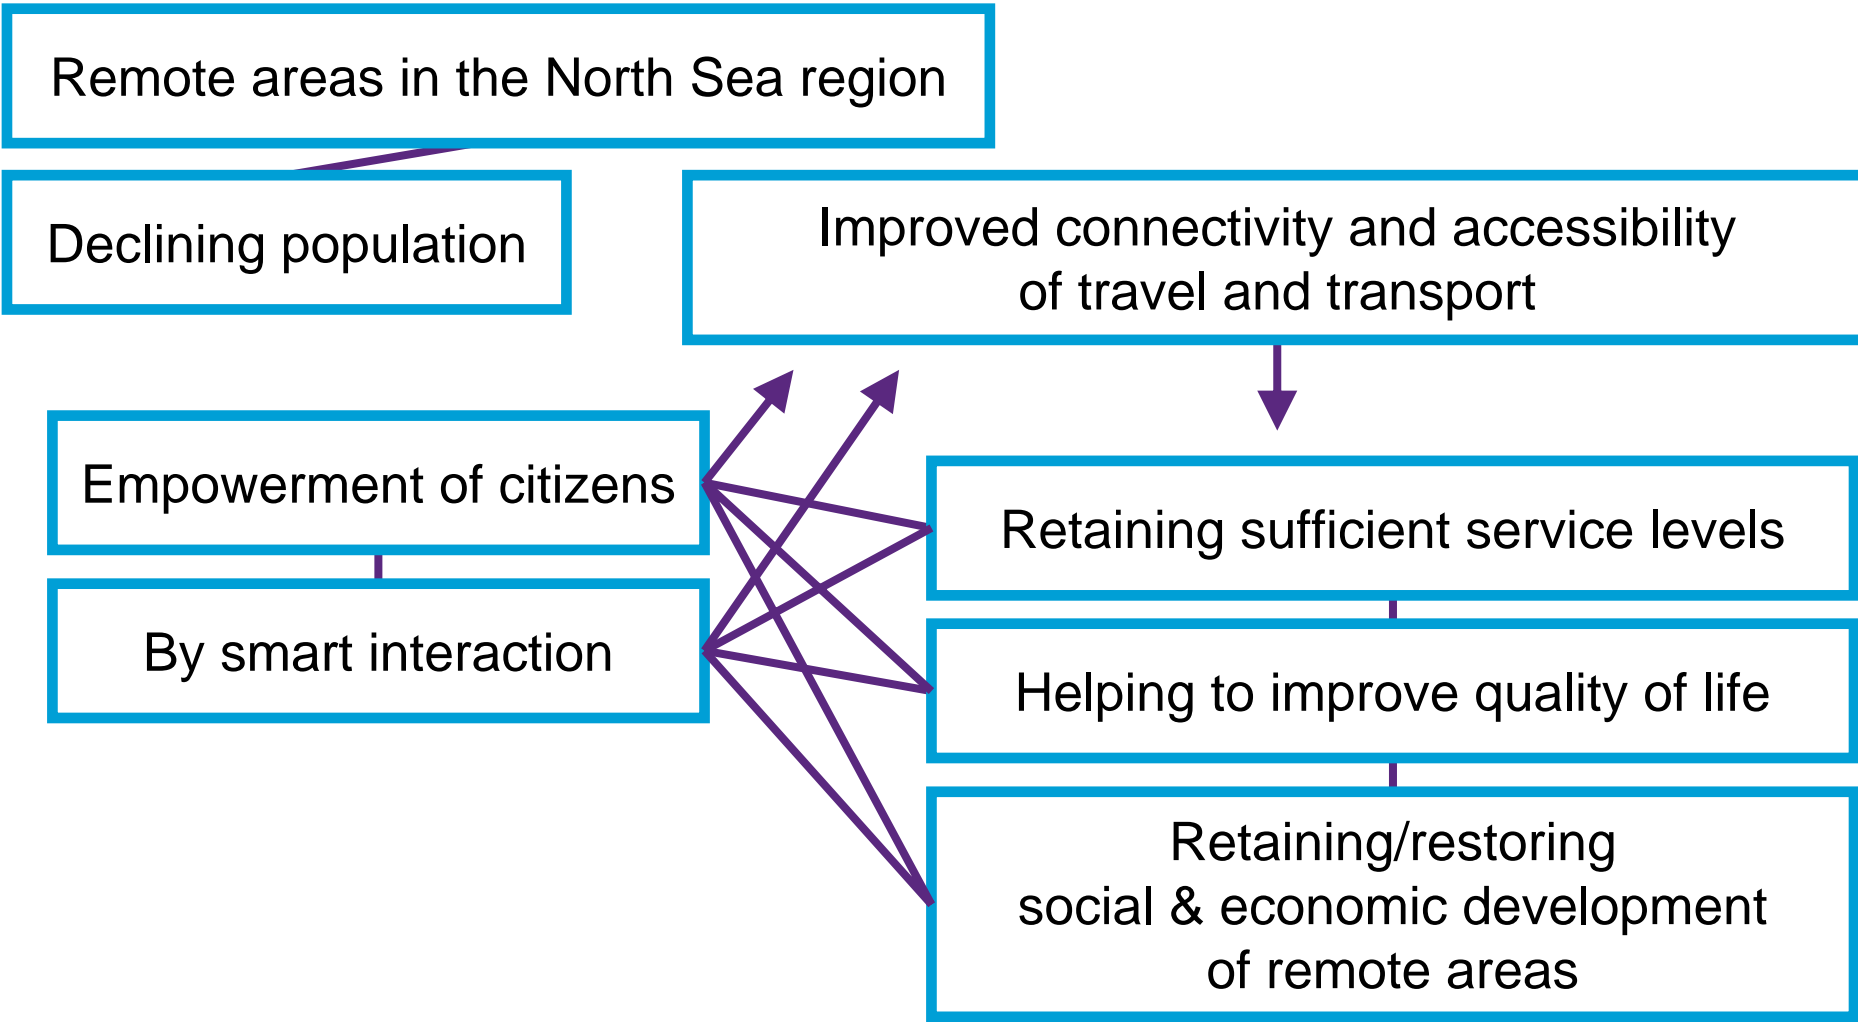 Remote areas in the North Sea region
Declining population
Improved connectivity and accessibility
of travel and transport
Empowerment of citizens
By smart interaction
Retaining sufficient service levels
Helping to improve quality of life
Retaining/restoring
social & economic development
of remote areas